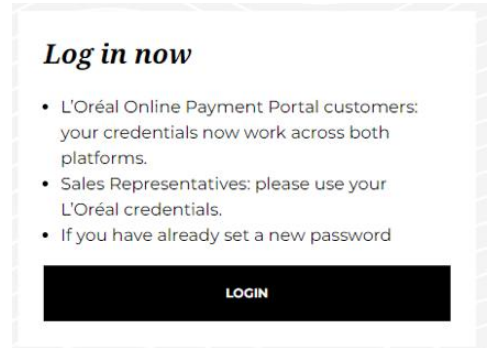 Log in now
• L'Oréal Online Payment Portal customers:
your credentials now work across both
platforms.
• Sales Representatives: please use your
L'Oréal credentials.
• If you have already set a new password
LOGIN